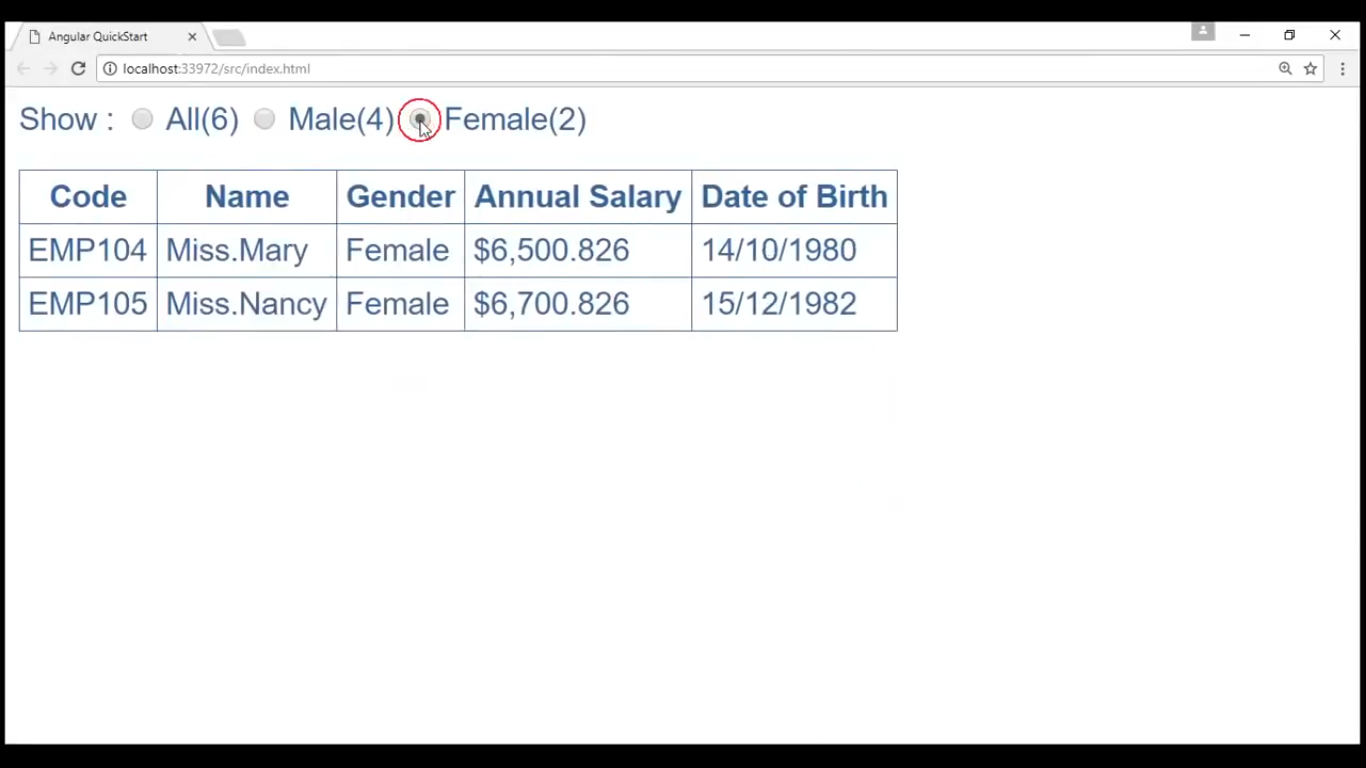 Angular QuickStart
localhost:33972/src/index.html
Show : All(6) Male(4) Female(2)
Code Name Gender Annual Salary Date of Birth
EMP104 Miss.Mary Female $6,500.826 14/10/1980
EMP105 Miss.Nancy Female $6,700.826 15/12/1982